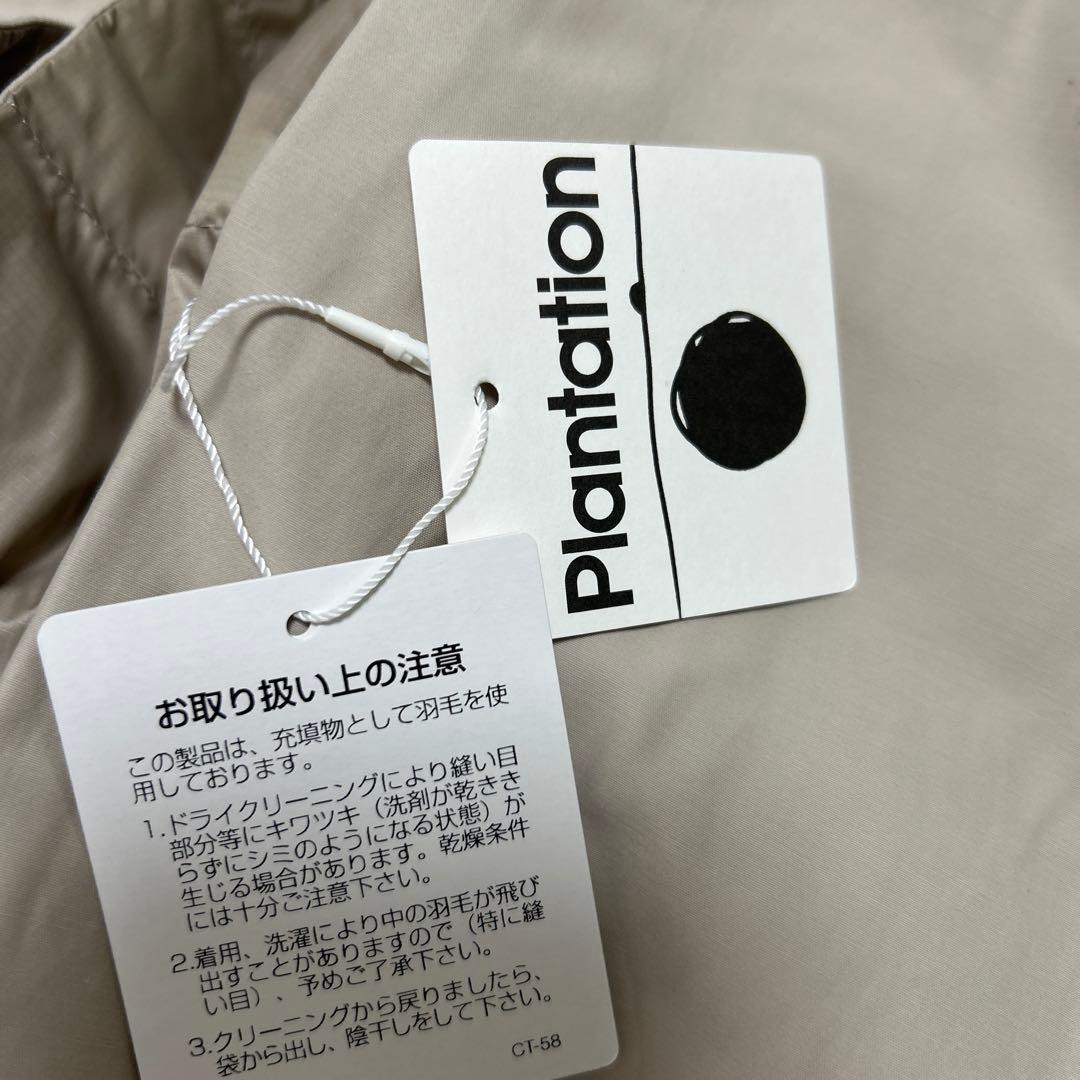 Plantation
お取り扱い上の注意
この製品は、充填物として羽毛を使
用しております。
1.ドライクリーニングにより縫い目
部分等にキワツキ（洗剤が乾きき
らずにシミのようになる状態）が
生じる場合があります。乾燥条件
には十分ご注意下さい。
2.着用、洗濯により中の羽毛が飛び
出すことがありますので（特に縫
い目）、予めご了承下さい。
3.クリーニングから戻りましたら、
袋から出し、陰干しをして下さい。
CT-58